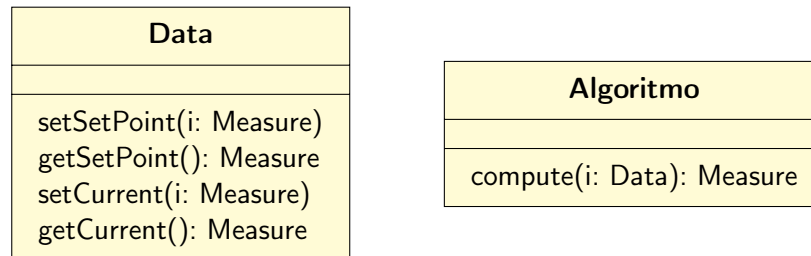 Data
setSetPoint(i: Measure)
getSetPoint(): Measure
setCurrent(i: Measure)
getCurrent(): Measure
Algoritmo
compute(i: Data): Measure